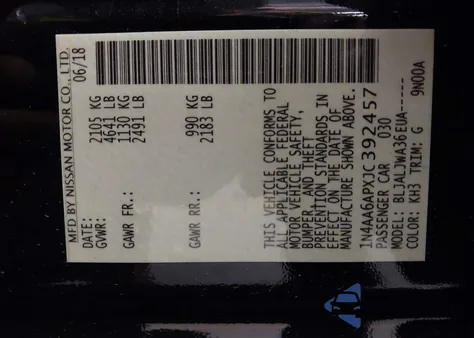 MFD BY NISSAN MOTOR CO., LTD.
DATE: 06/18
GVWR: 2105 KG
4641 LB
GAWR FR.: 1130 KG
2491 LB
GAWR RR.: 990 KG
2183 LB
THIS VEHICLE CONFORMS TO
ALL APPLICABLE FEDERAL
MOTOR VEHICLE SAFETY,
BUMPER, AND THEFT
PREVENTION STANDARDS IN
EFFECT ON THE DATE OF
MANUFACTURE SHOWN ABOVE.
1N4AA6APXJC392457
PASSENGER CAR 030
MODEL: BLJALJWA36EUA------
COLOR: KH3 TRIM: G 9N00A